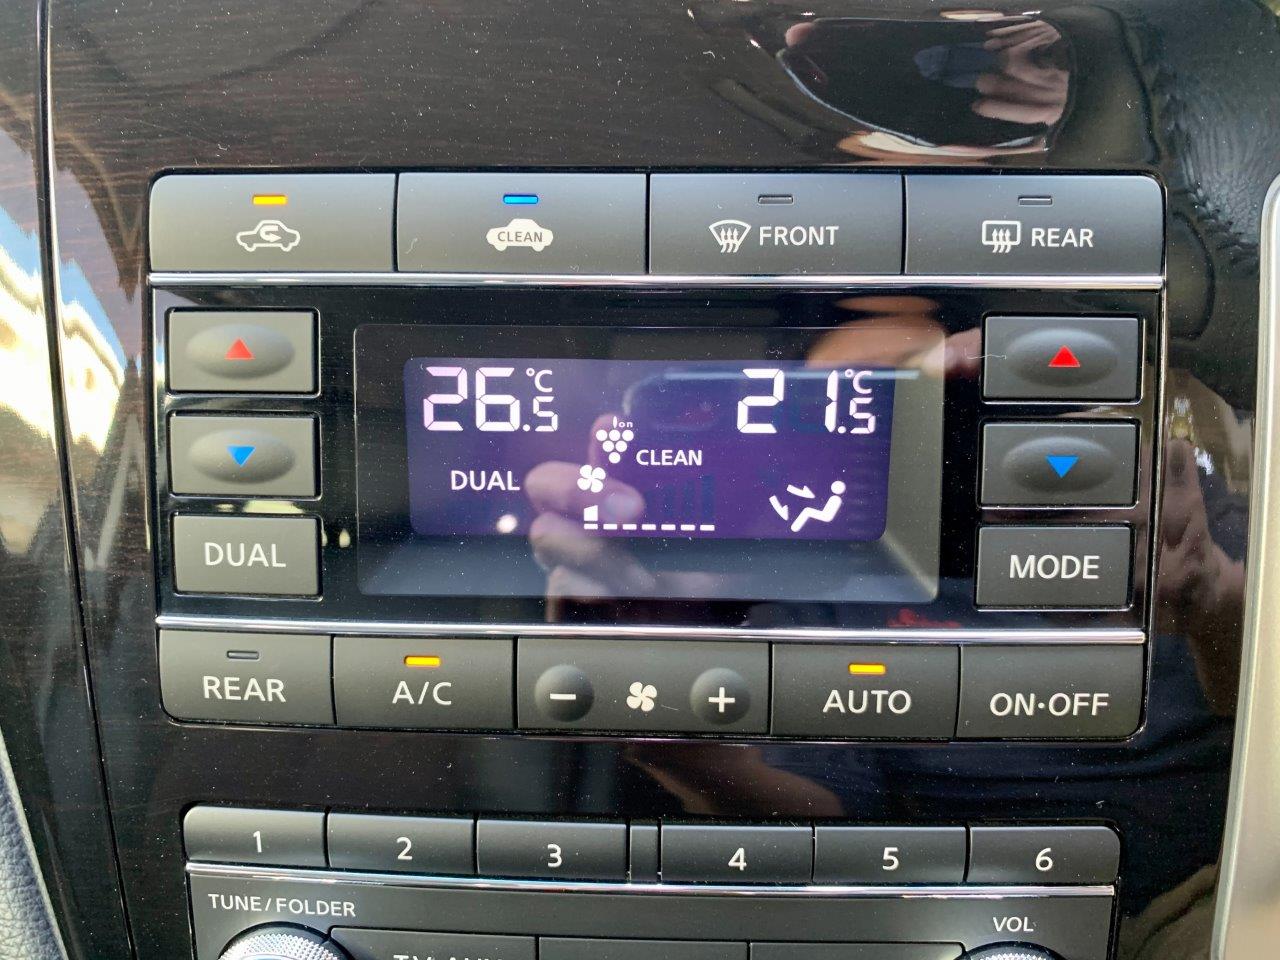 CLEAN
FRONT
REAR
26.5 °C
21.5 °C
ion
CLEAN
DUAL
DUAL
MODE
REAR
A/C
− +
AUTO
ON·OFF
1 2 3 4 5 6
TUNE/FOLDER
VOL